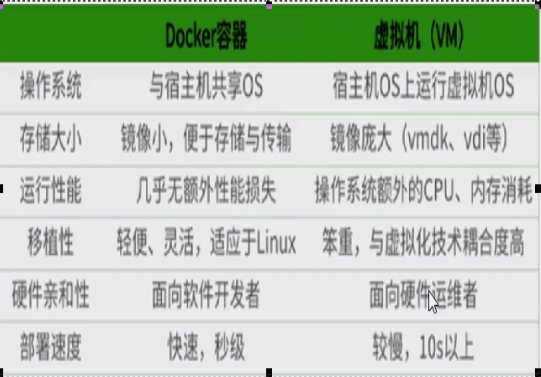 Docker容器 虚拟机（VM）
操作系统 与宿主机共享OS 宿主机OS上运行虚拟机OS
存储大小 镜像小，便于存储与传输 镜像庞大（vmdk、vdi等）
运行性能 几乎无额外性能损失 操作系统额外的CPU、内存消耗
移植性 轻便、灵活，适应于Linux 笨重，与虚拟化技术耦合度高
硬件亲和性 面向软件开发者 面向硬件运维者
部署速度 快速，秒级 较慢，10s以上